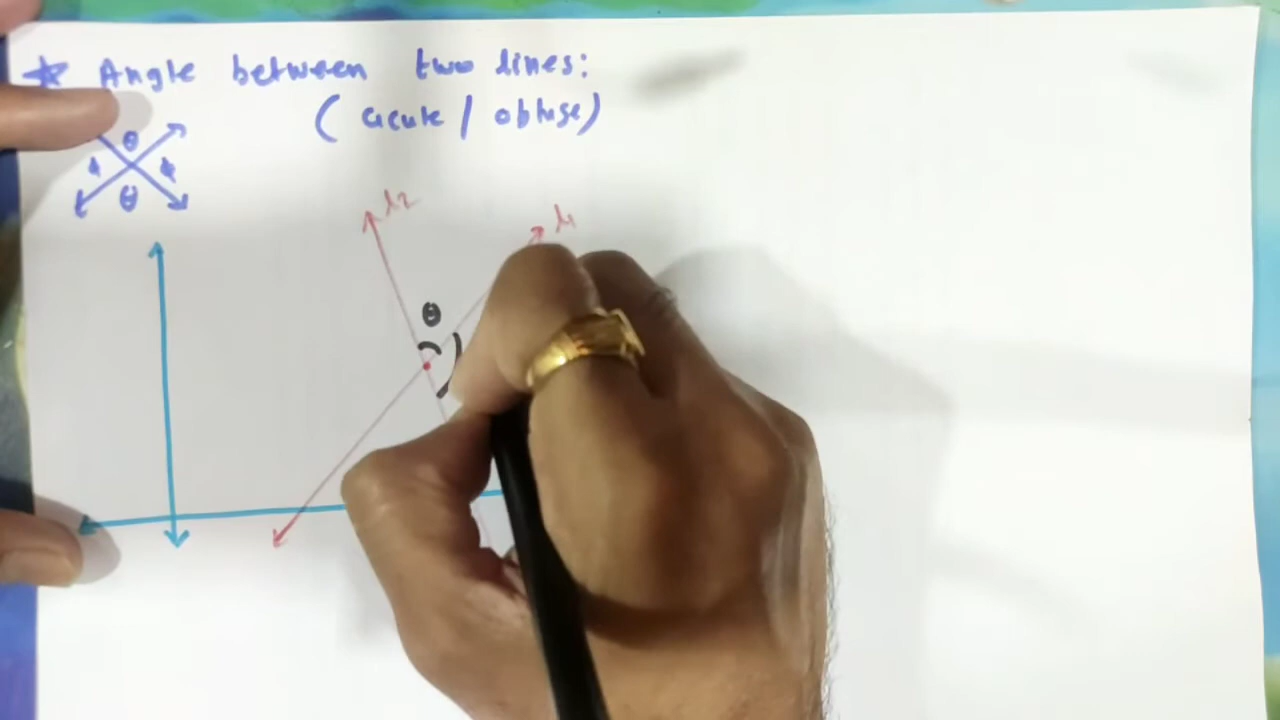 ★ Angle between two lines:
(acute / obtuse)
θ
ϕ ϕ
θ
l2 l1
θ